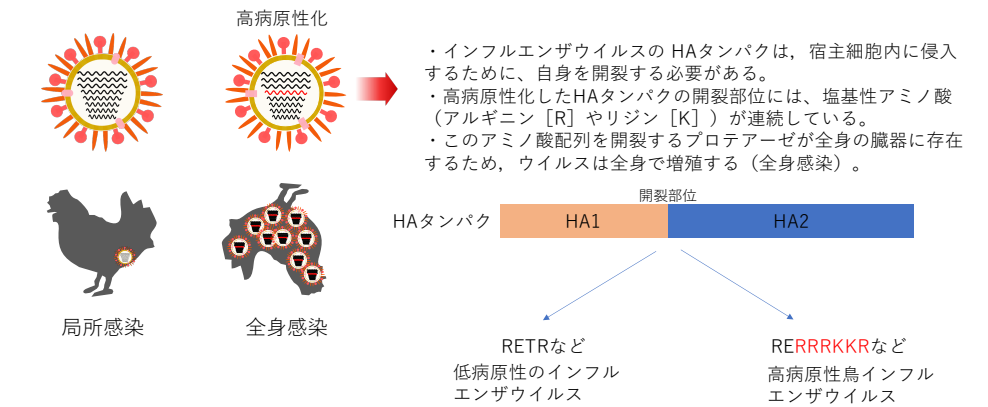 高病原性化
・インフルエンザウイルスの HAタンパクは，宿主細胞内に侵入
するために、自身を開裂する必要がある。
・高病原性化したHAタンパクの開裂部位には、塩基性アミノ酸
（アルギニン［R］やリジン［K］）が連続している。
・このアミノ酸配列を開裂するプロテアーゼが全身の臓器に存在
するため，ウイルスは全身で増殖する（全身感染）。
開裂部位
HAタンパク HA1 HA2
局所感染 全身感染
RETRなど
低病原性のインフル
エンザウイルス
RERRRKKRなど
高病原性鳥インフル
エンザウイルス